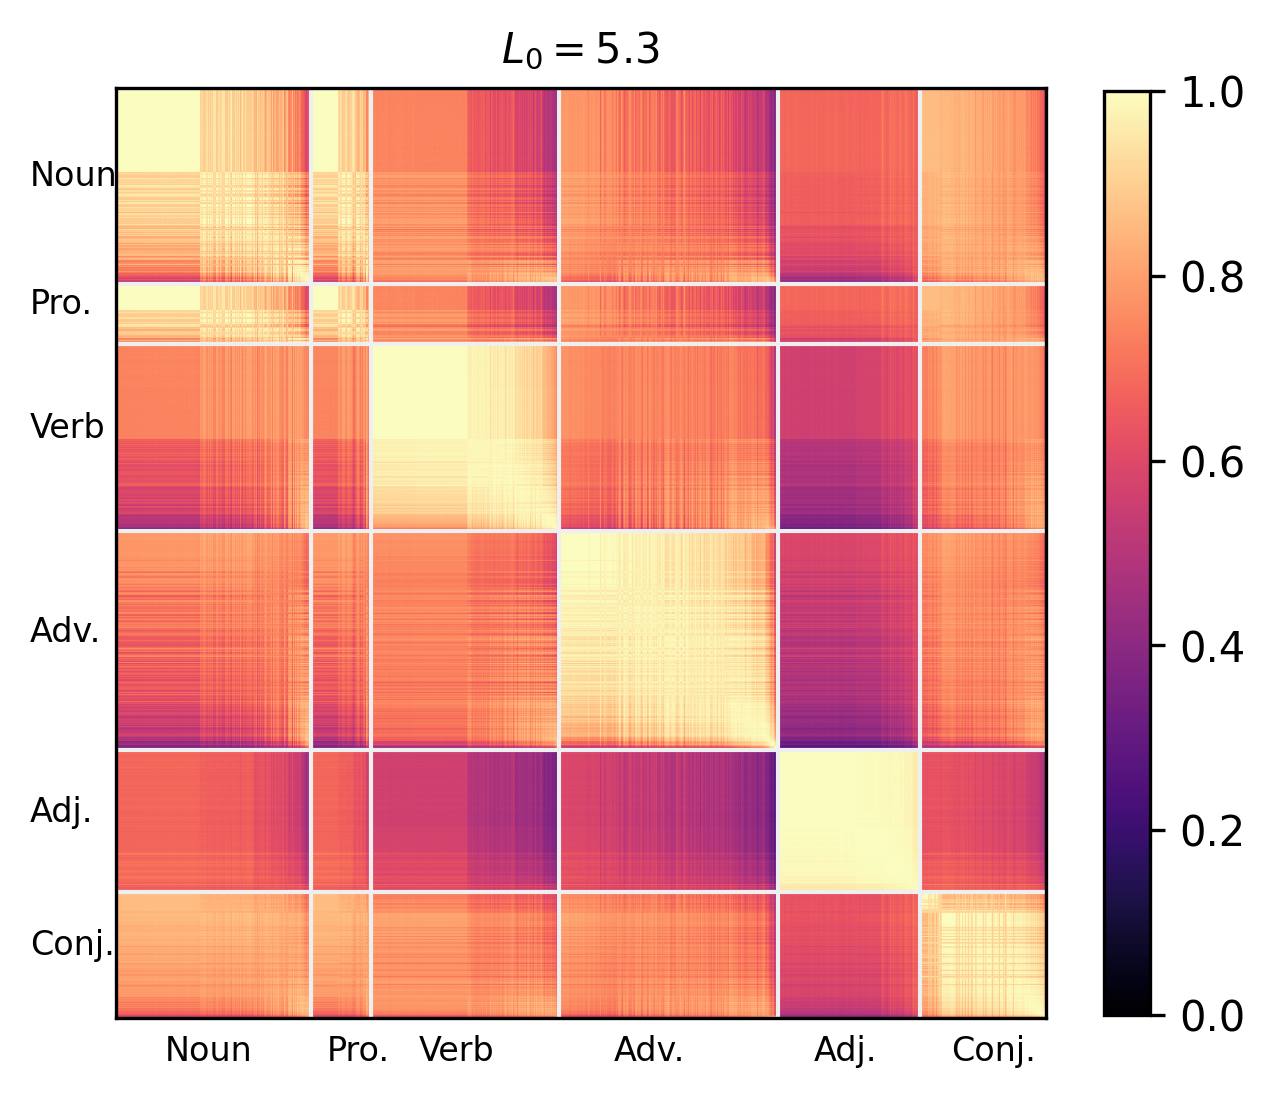 L₀ = 5.3
Noun
Pro.
Verb
Adv.
Adj.
Conj.
Noun Pro. Verb Adv. Adj. Conj.
1.0
0.8
0.6
0.4
0.2
0.0